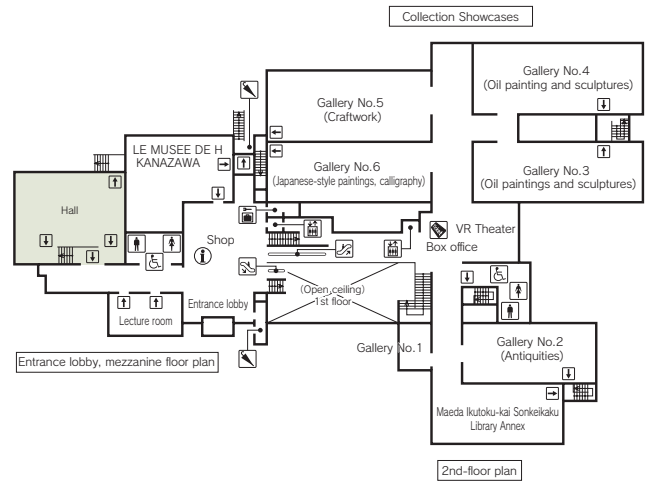 Collection Showcases
Gallery No.4
(Oil painting and sculptures)
Gallery No.5
(Craftwork)
LE MUSEE DE H
KANAZAWA
Gallery No.6
(Japanese-style paintings, calligraphy)
Gallery No.3
(Oil paintings and sculptures)
Hall
Shop
VR Theater
Box office
(Open ceiling)
1st floor
Entrance lobby
Lecture room
Gallery No.1
Gallery No.2
(Antiquities)
Entrance lobby, mezzanine floor plan
Maeda Ikutoku-kai Sonkeikaku
Library Annex
2nd-floor plan